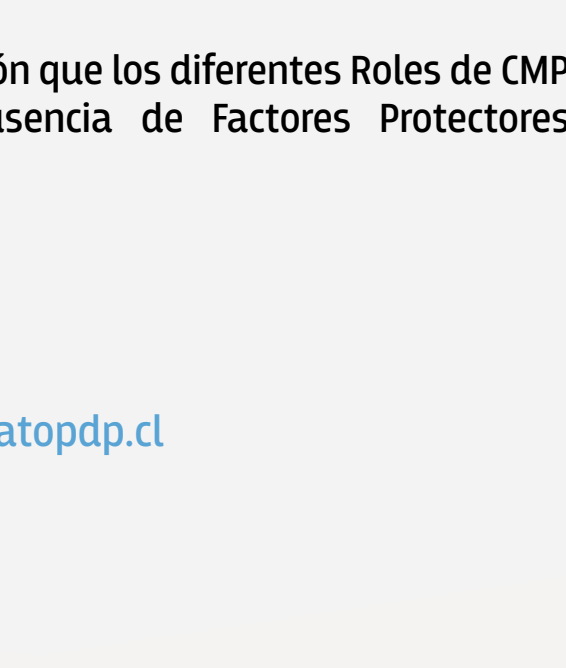 ón que los diferentes Roles de CMP
usencia de Factores Protectores
atopdp.cl